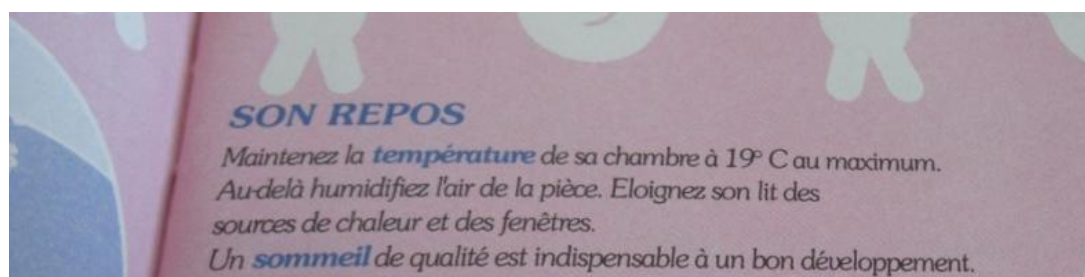 SON REPOS
Maintenez la température de sa chambre à 19° C au maximum.
Au-delà humidifiez l'air de la pièce. Eloignez son lit des
sources de chaleur et des fenêtres.
Un sommeil de qualité est indispensable à un bon développement.